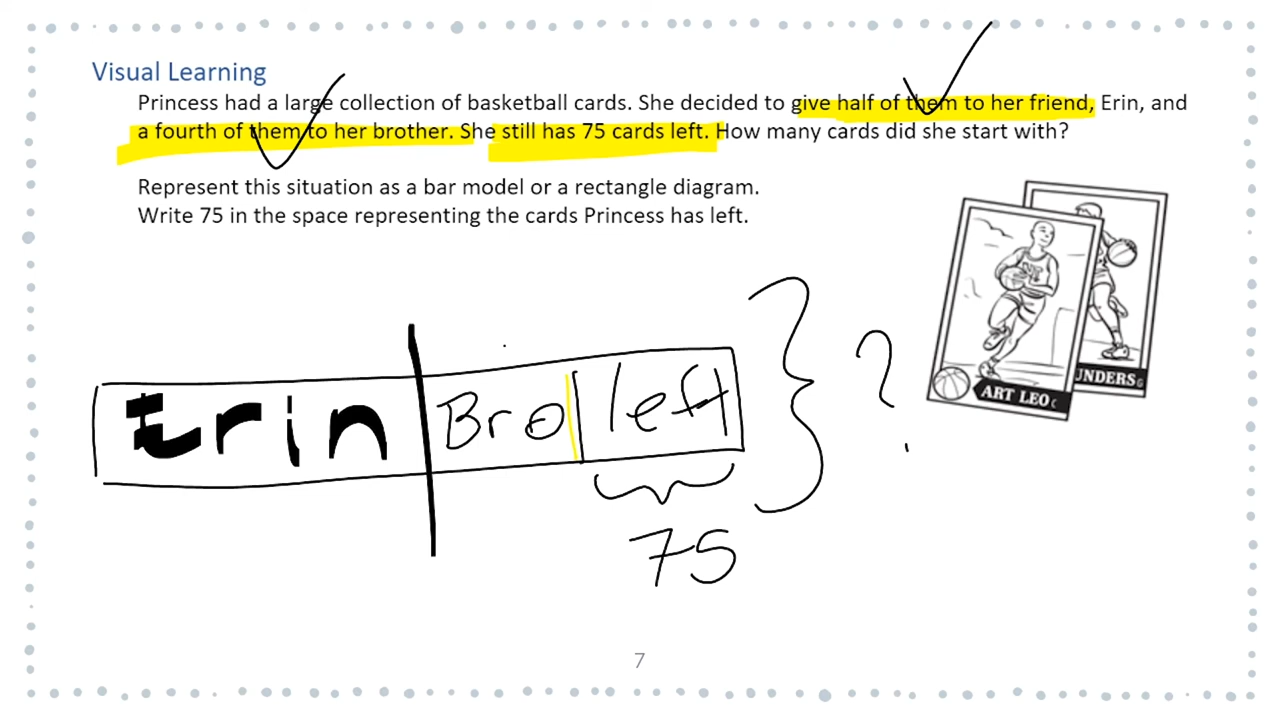 Visual Learning
Princess had a large collection of basketball cards. She decided to give half of them to her friend, Erin, and
a fourth of them to her brother. She still has 75 cards left. How many cards did she start with?
Represent this situation as a bar model or a rectangle diagram.
Write 75 in the space representing the cards Princess has left.
Erin Bro left
?
75
ART LEO C
UNDERS G
7